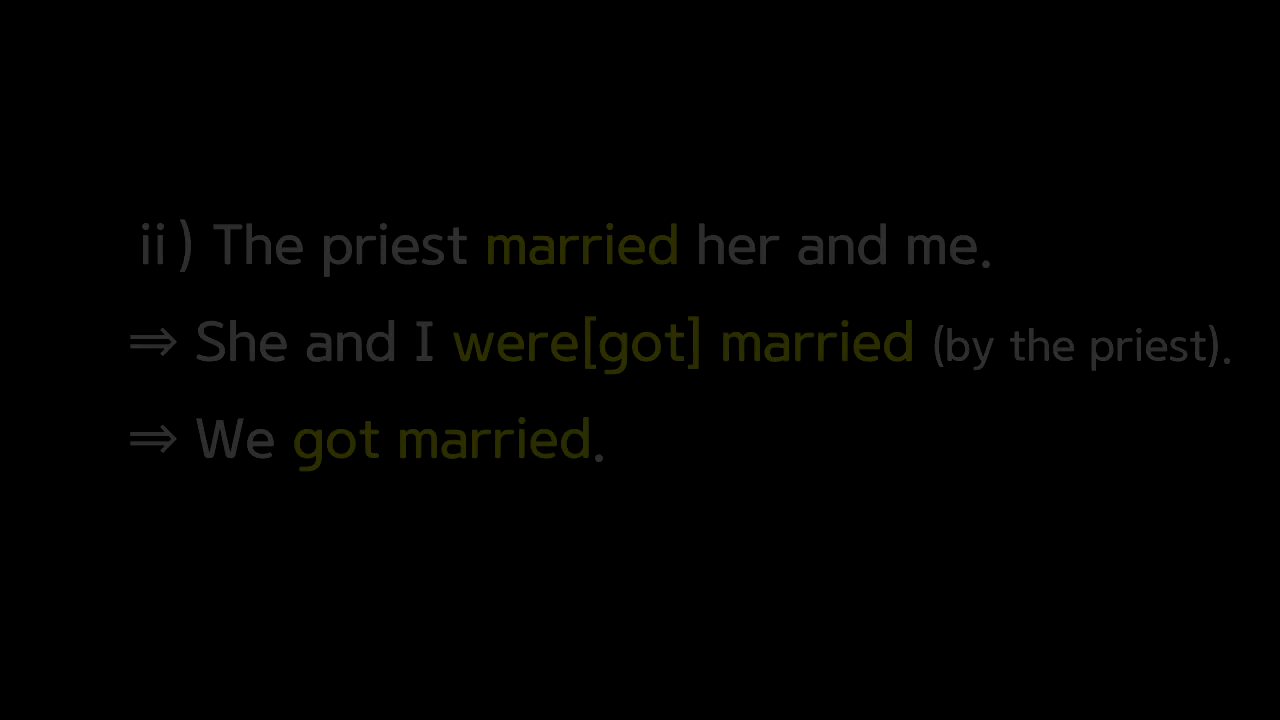 ii) The priest married her and me.
⇒ She and I were[got] married (by the priest).
⇒ We got married.